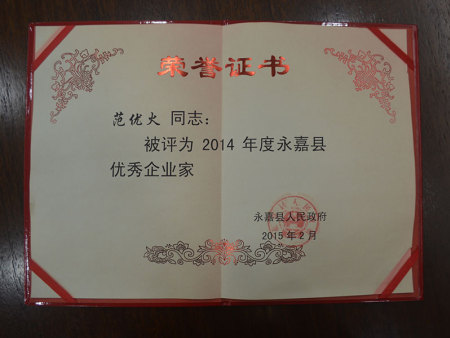 荣誉证书
范优火 同志：
被评为 2014 年度永嘉县
优秀企业家
永嘉县人民政府
2015 年 2 月